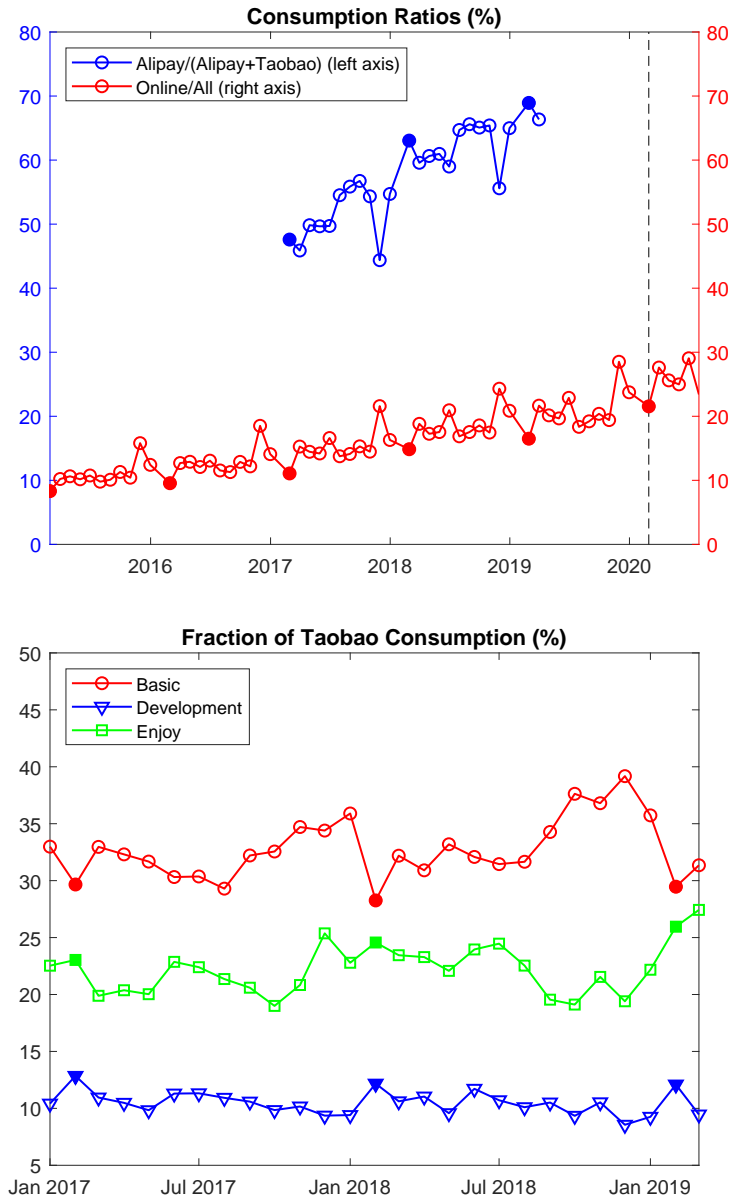 Consumption Ratios (%)
80 80
Alipay/(Alipay+Taobao) (left axis)
Online/All (right axis)
70 70
60 60
50 50
40 40
30 30
20 20
10 10
0 0
2016 2017 2018 2019 2020
Fraction of Taobao Consumption (%)
50
Basic
Development
Enjoy
45
40
35
30
25
20
15
10
5
Jan 2017 Jul 2017 Jan 2018 Jul 2018 Jan 2019